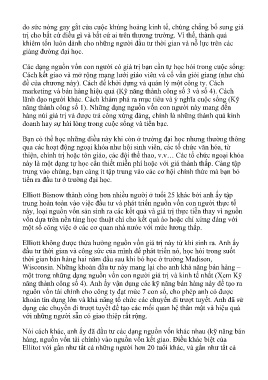 do sức nóng gay gắt của cuộc khủng hoảng kinh tế, chúng chẳng bổ sung giá
trị cho bất cứ điều gì và bất cứ ai trên thương trường. Vì thế, thành quả
khiêm tốn luôn dành cho những người đầu tư thời gian và nỗ lực trên các
giảng đường đại học.
Các dạng nguồn vốn con người có giá trị bạn cần tự học hỏi trong cuộc sống:
Cách kết giao và mở rộng mạng lưới giáo viên và cố vấn giỏi giang (như chủ
đề của chương này). Cách để khởi dựng và quản lý một công ty. Cách
marketing và bán hàng hiệu quả (Kỹ năng thành công số 3 và số 4). Cách
lãnh đạo người khác. Cách khám phá ra mục tiêu và ý nghĩa cuộc sống (Kỹ
năng thành công số 1). Những dạng nguồn vốn con người này mang đến
hàng núi giá trị và được trả công xứng đáng, chính là những thành quả kinh
doanh hay sự hài lòng trong cuộc sống và tiền bạc.
Bạn có thể học những điều này khi còn ở trường đại học nhưng thường thông
qua các hoạt động ngoại khóa như hội sinh viên, các tổ chức văn hóa, từ
thiện, chính trị hoặc tôn giáo, các đội thể thao, v.v… Các tổ chức ngoại khóa
này là một dạng tự học cần thiết miễn phí hoặc với giá thành thấp. Càng tập
trung vào chúng, bạn càng ít tập trung vào các cơ hội chính thức mà bạn bỏ
tiền ra đầu tư ở trường đại học.
Elliott Bisnow thành công hơn nhiều người ở tuổi 25 khác bởi anh ấy tập
trung hoàn toàn vào việc đầu tư và phát triển nguồn vốn con người thực tế
này, loại nguồn vốn sản sinh ra các kết quả và giá trị thực tiễn thay vì nguồn
vốn dựa trên nền tảng học thuật chỉ cho kết quả ảo hoặc chỉ xứng đáng với
một số công việc ở các cơ quan nhà nước với mức lương thấp.
Elliott không được thừa hưởng nguồn vốn giá trị này từ khi sinh ra. Anh ấy
đầu tư thời gian và công sức của mình để phát triển nó, học hỏi trong suốt
thời gian bán hàng hai năm đầu sau khi bỏ học ở trường Madison,
Wisconsin. Những khoản đầu tư này mang lại cho anh khả năng bán hàng –
một trong những dạng nguồn vốn con người giá trị và kinh tế nhất (Xem Kỹ
năng thành công số 4). Anh ấy vận dụng các kỹ năng bán hàng này để tạo ra
nguồn vốn tài chính cho công ty đạt mức 7 con số, cho phép anh có được
khoản tín dụng lớn và khả năng tổ chức các chuyến đi trượt tuyết. Anh đã sử
dụng các chuyến đi trượt tuyết để tạo các mối quan hệ thân mật và hiệu quả
với những người sẵn có giao thiệp rất rộng.
Nói cách khác, anh ấy đã đầu tư các dạng nguồn vốn khác nhau (kỹ năng bán
hàng, nguồn vốn tài chính) vào nguồn vốn kết giao. Điều khác biệt của
Elliot với gần như tất cả những người hơn 20 tuổi khác, và gần như tất cả